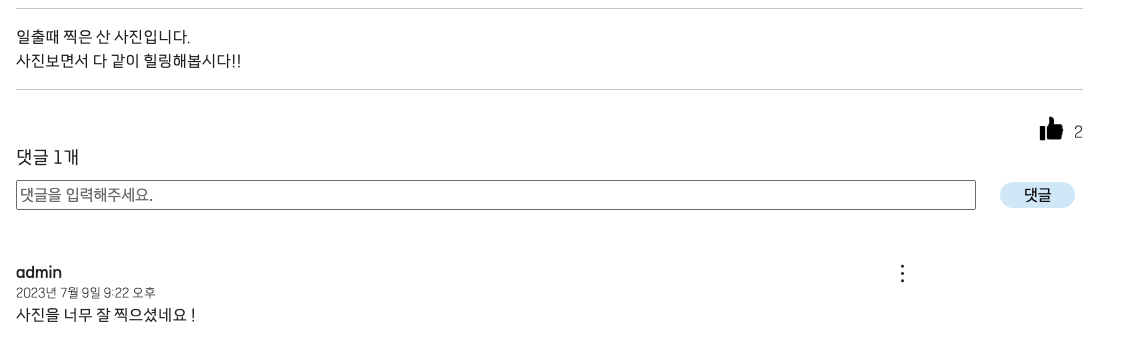 일출때 찍은 산 사진입니다.
사진보면서 다 같이 힐링해봅시다!!
2
댓글 1개
댓글을 입력해주세요.
댓글
admin
2023년 7월 9일 9:22 오후
사진을 너무 잘 찍으셨네요 !